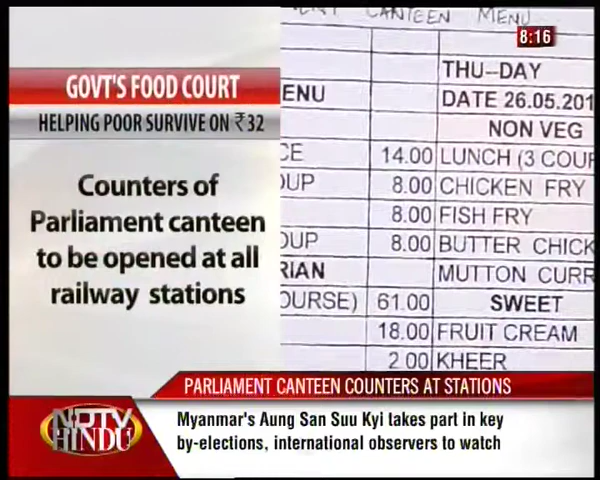 CANTEEN MENU
8:16
GOVT'S FOOD COURT
HELPING POOR SURVIVE ON ₹32
Counters of
Parliament canteen
to be opened at all
railway stations
THU–DAY
ENU DATE 26.05.201
NON VEG
CE 14.00 LUNCH (3 COUR
OUP 8.00 CHICKEN FRY
8.00 FISH FRY
OUP 8.00 BUTTER CHICK
RIAN MUTTON CURR
OURSE) 61.00 SWEET
18.00 FRUIT CREAM
2.00 KHEER
PARLIAMENT CANTEEN COUNTERS AT STATIONS
NDTV
HINDU
Myanmar's Aung San Suu Kyi takes part in key
by-elections, international observers to watch